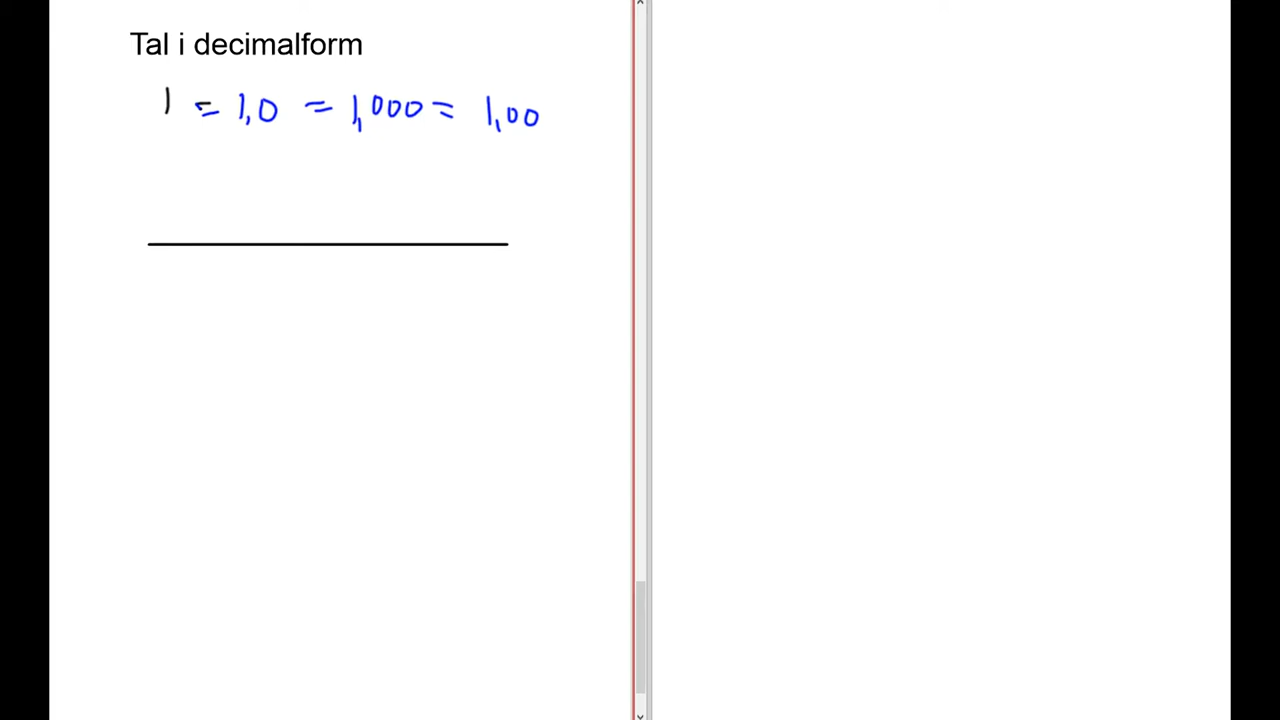 Tal i decimalform
1 = 1,0 = 1,000 = 1,00